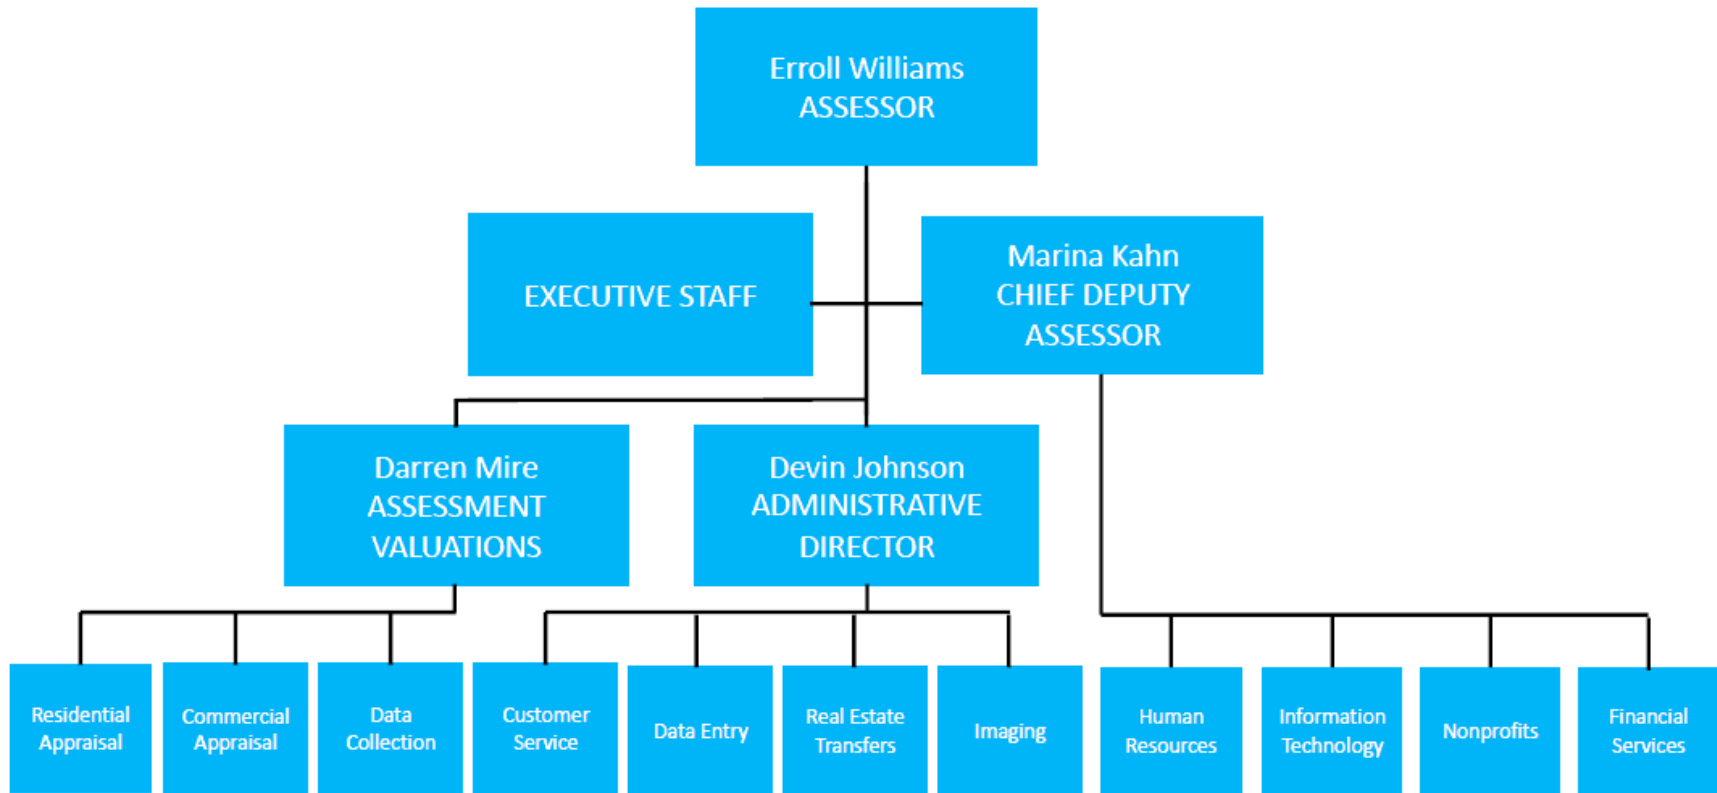 Erroll Williams
ASSESSOR
EXECUTIVE STAFF
Marina Kahn
CHIEF DEPUTY
ASSESSOR
Darren Mire
ASSESSMENT
VALUATIONS
Devin Johnson
ADMINISTRATIVE
DIRECTOR
Residential
Appraisal
Commercial
Appraisal
Data
Collection
Customer
Service
Data Entry
Real Estate
Transfers
Imaging
Human
Resources
Information
Technology
Nonprofits
Financial
Services